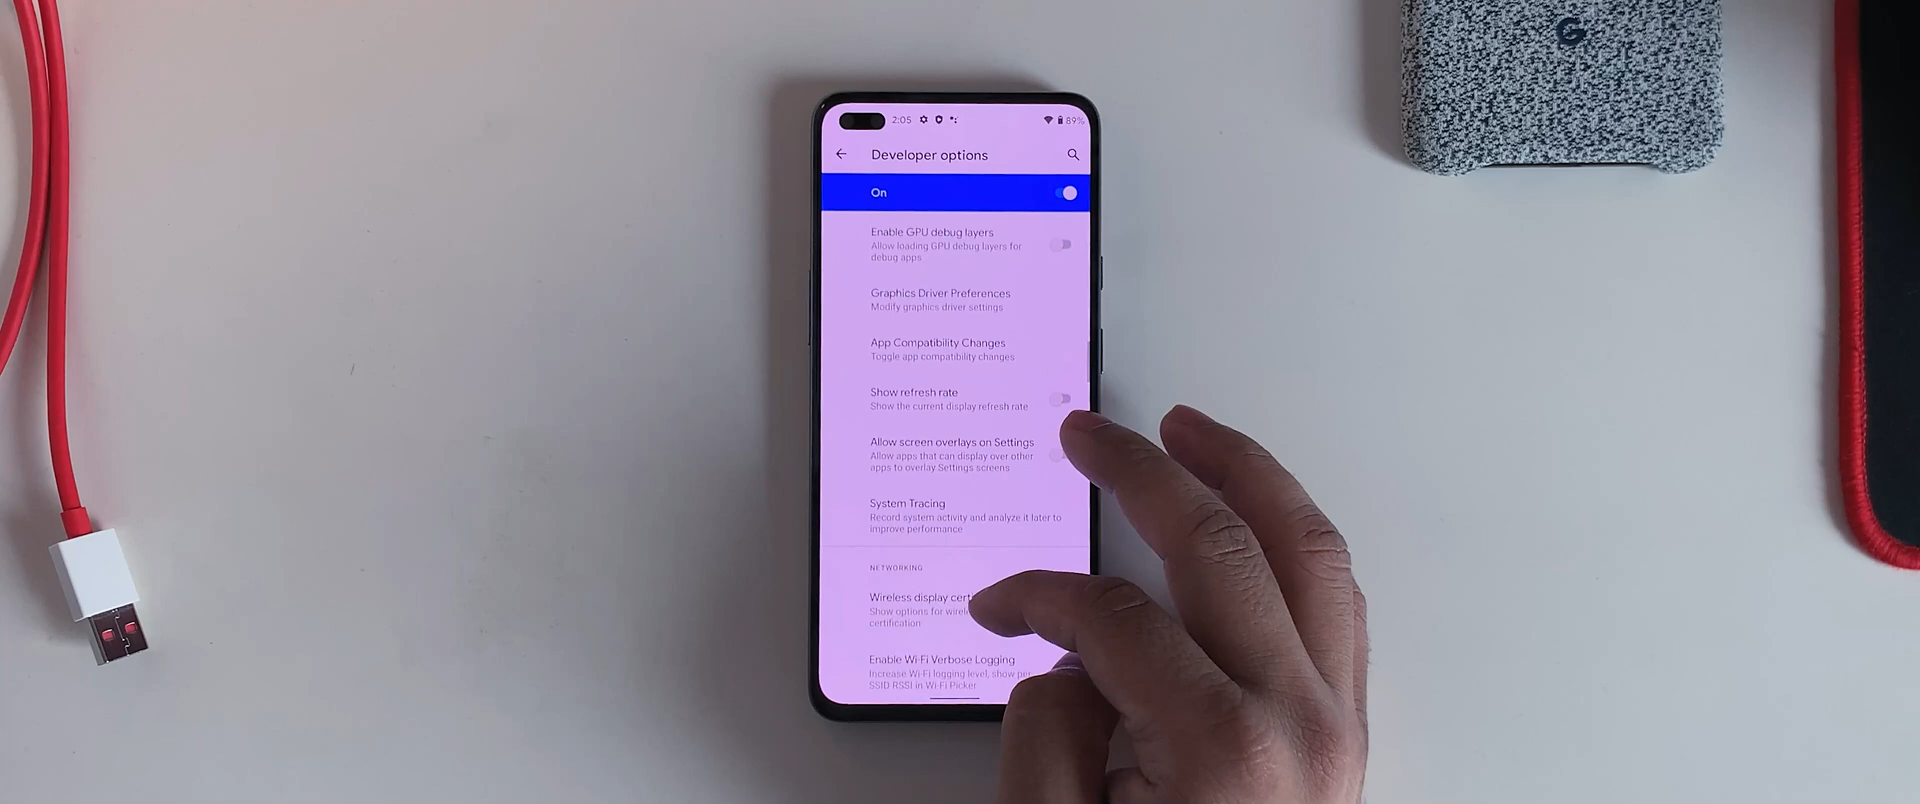 G
2:05
89%
Developer options
On
Enable GPU debug layers
Allow loading GPU debug layers for
debug apps
Graphics Driver Preferences
Modify graphics driver settings
App Compatibility Changes
Toggle app compatibility changes
Show refresh rate
Show the current display refresh rate
Allow screen overlays on Settings
Allow apps that can display over other
apps to overlay Settings screens
System Tracing
Record system activity and analyze it later to
improve performance
NETWORKING
Wireless display
Show options for
certification
Enable Wi-Fi Verbose Logging
Increase Wi-Fi logging level, show per
SSID RSSI in Wi-Fi Picker